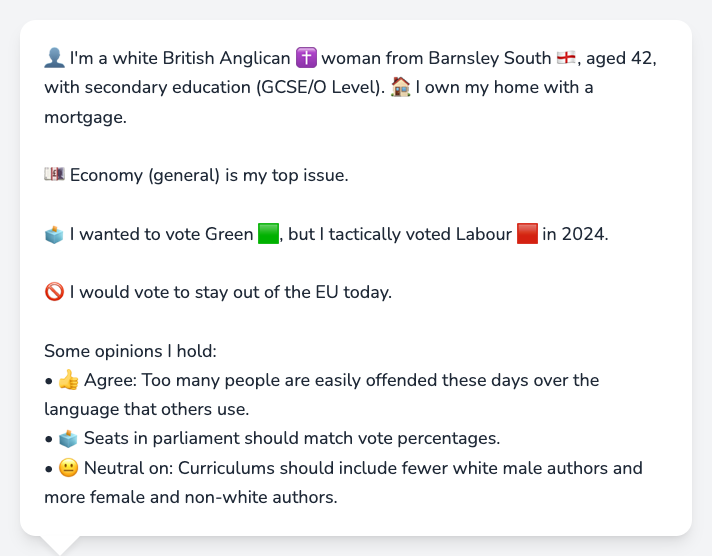 👤 I'm a white British Anglican ✝️ woman from Barnsley South 🏴󠁧󠁢󠁥󠁮󠁧󠁿, aged 42,
with secondary education (GCSE/O Level). 🏠 I own my home with a
mortgage.
💷 Economy (general) is my top issue.
🗳️ I wanted to vote Green 🟩, but I tactically voted Labour 🟥 in 2024.
🚫 I would vote to stay out of the EU today.
Some opinions I hold:
• 👍 Agree: Too many people are easily offended these days over the
language that others use.
• 🗳️ Seats in parliament should match vote percentages.
• 😐 Neutral on: Curriculums should include fewer white male authors and
more female and non-white authors.